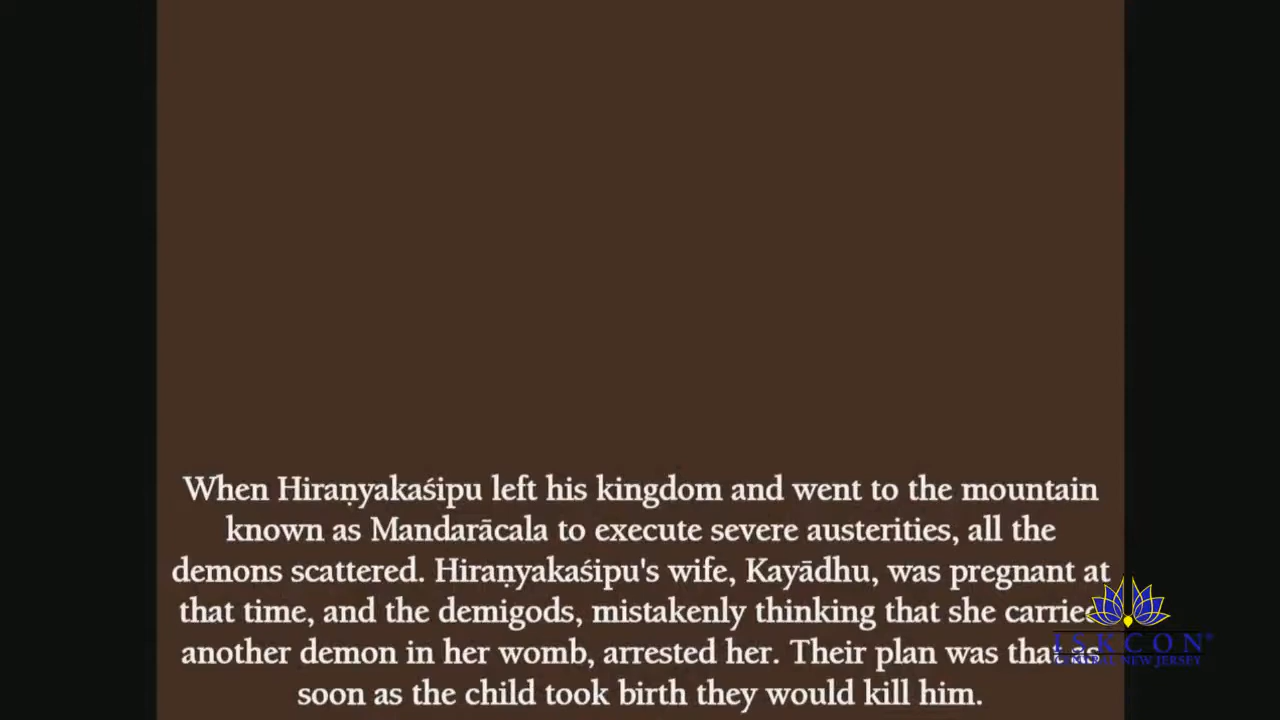 When Hiraṇyakaśipu left his kingdom and went to the mountain
known as Mandarācala to execute severe austerities, all the
demons scattered. Hiraṇyakaśipu's wife, Kayādhu, was pregnant at
that time, and the demigods, mistakenly thinking that she carried
another demon in her womb, arrested her. Their plan was that as
soon as the child took birth they would kill him.
ISKCON®
CENTRAL NEW JERSEY